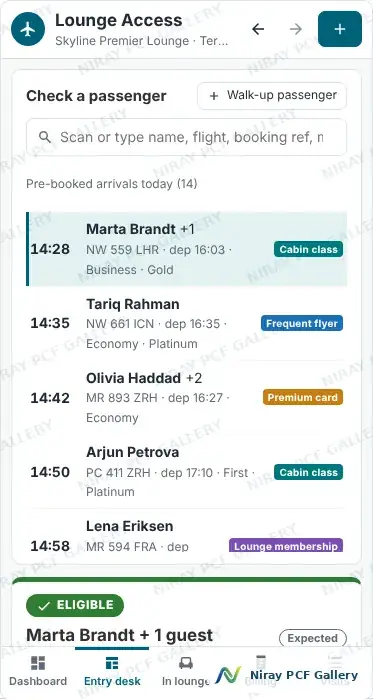 Lounge Access
Skyline Premier Lounge · Ter...
Check a passenger
+ Walk-up passenger
Scan or type name, flight, booking ref, n
Pre-booked arrivals today (14)
14:28
Marta Brandt +1
NW 559 LHR · dep 16:03 ·
Business · Gold
Cabin class
14:35
Tariq Rahman
NW 661 ICN · dep 16:35 ·
Economy · Platinum
Frequent flyer
14:42
Olivia Haddad +2
MR 893 ZRH · dep 16:27 ·
Economy
Premium card
14:50
Arjun Petrova
PC 411 ZRH · dep 17:10 · First ·
Platinum
Cabin class
14:58
Lena Eriksen
MR 594 FRA · dep
Lounge membership
ELIGIBLE
Marta Brandt + 1 guest
Expected
Dashboard
Entry desk
In lounge
Niray PCF Gallery
NIRAY PCF GALLERY